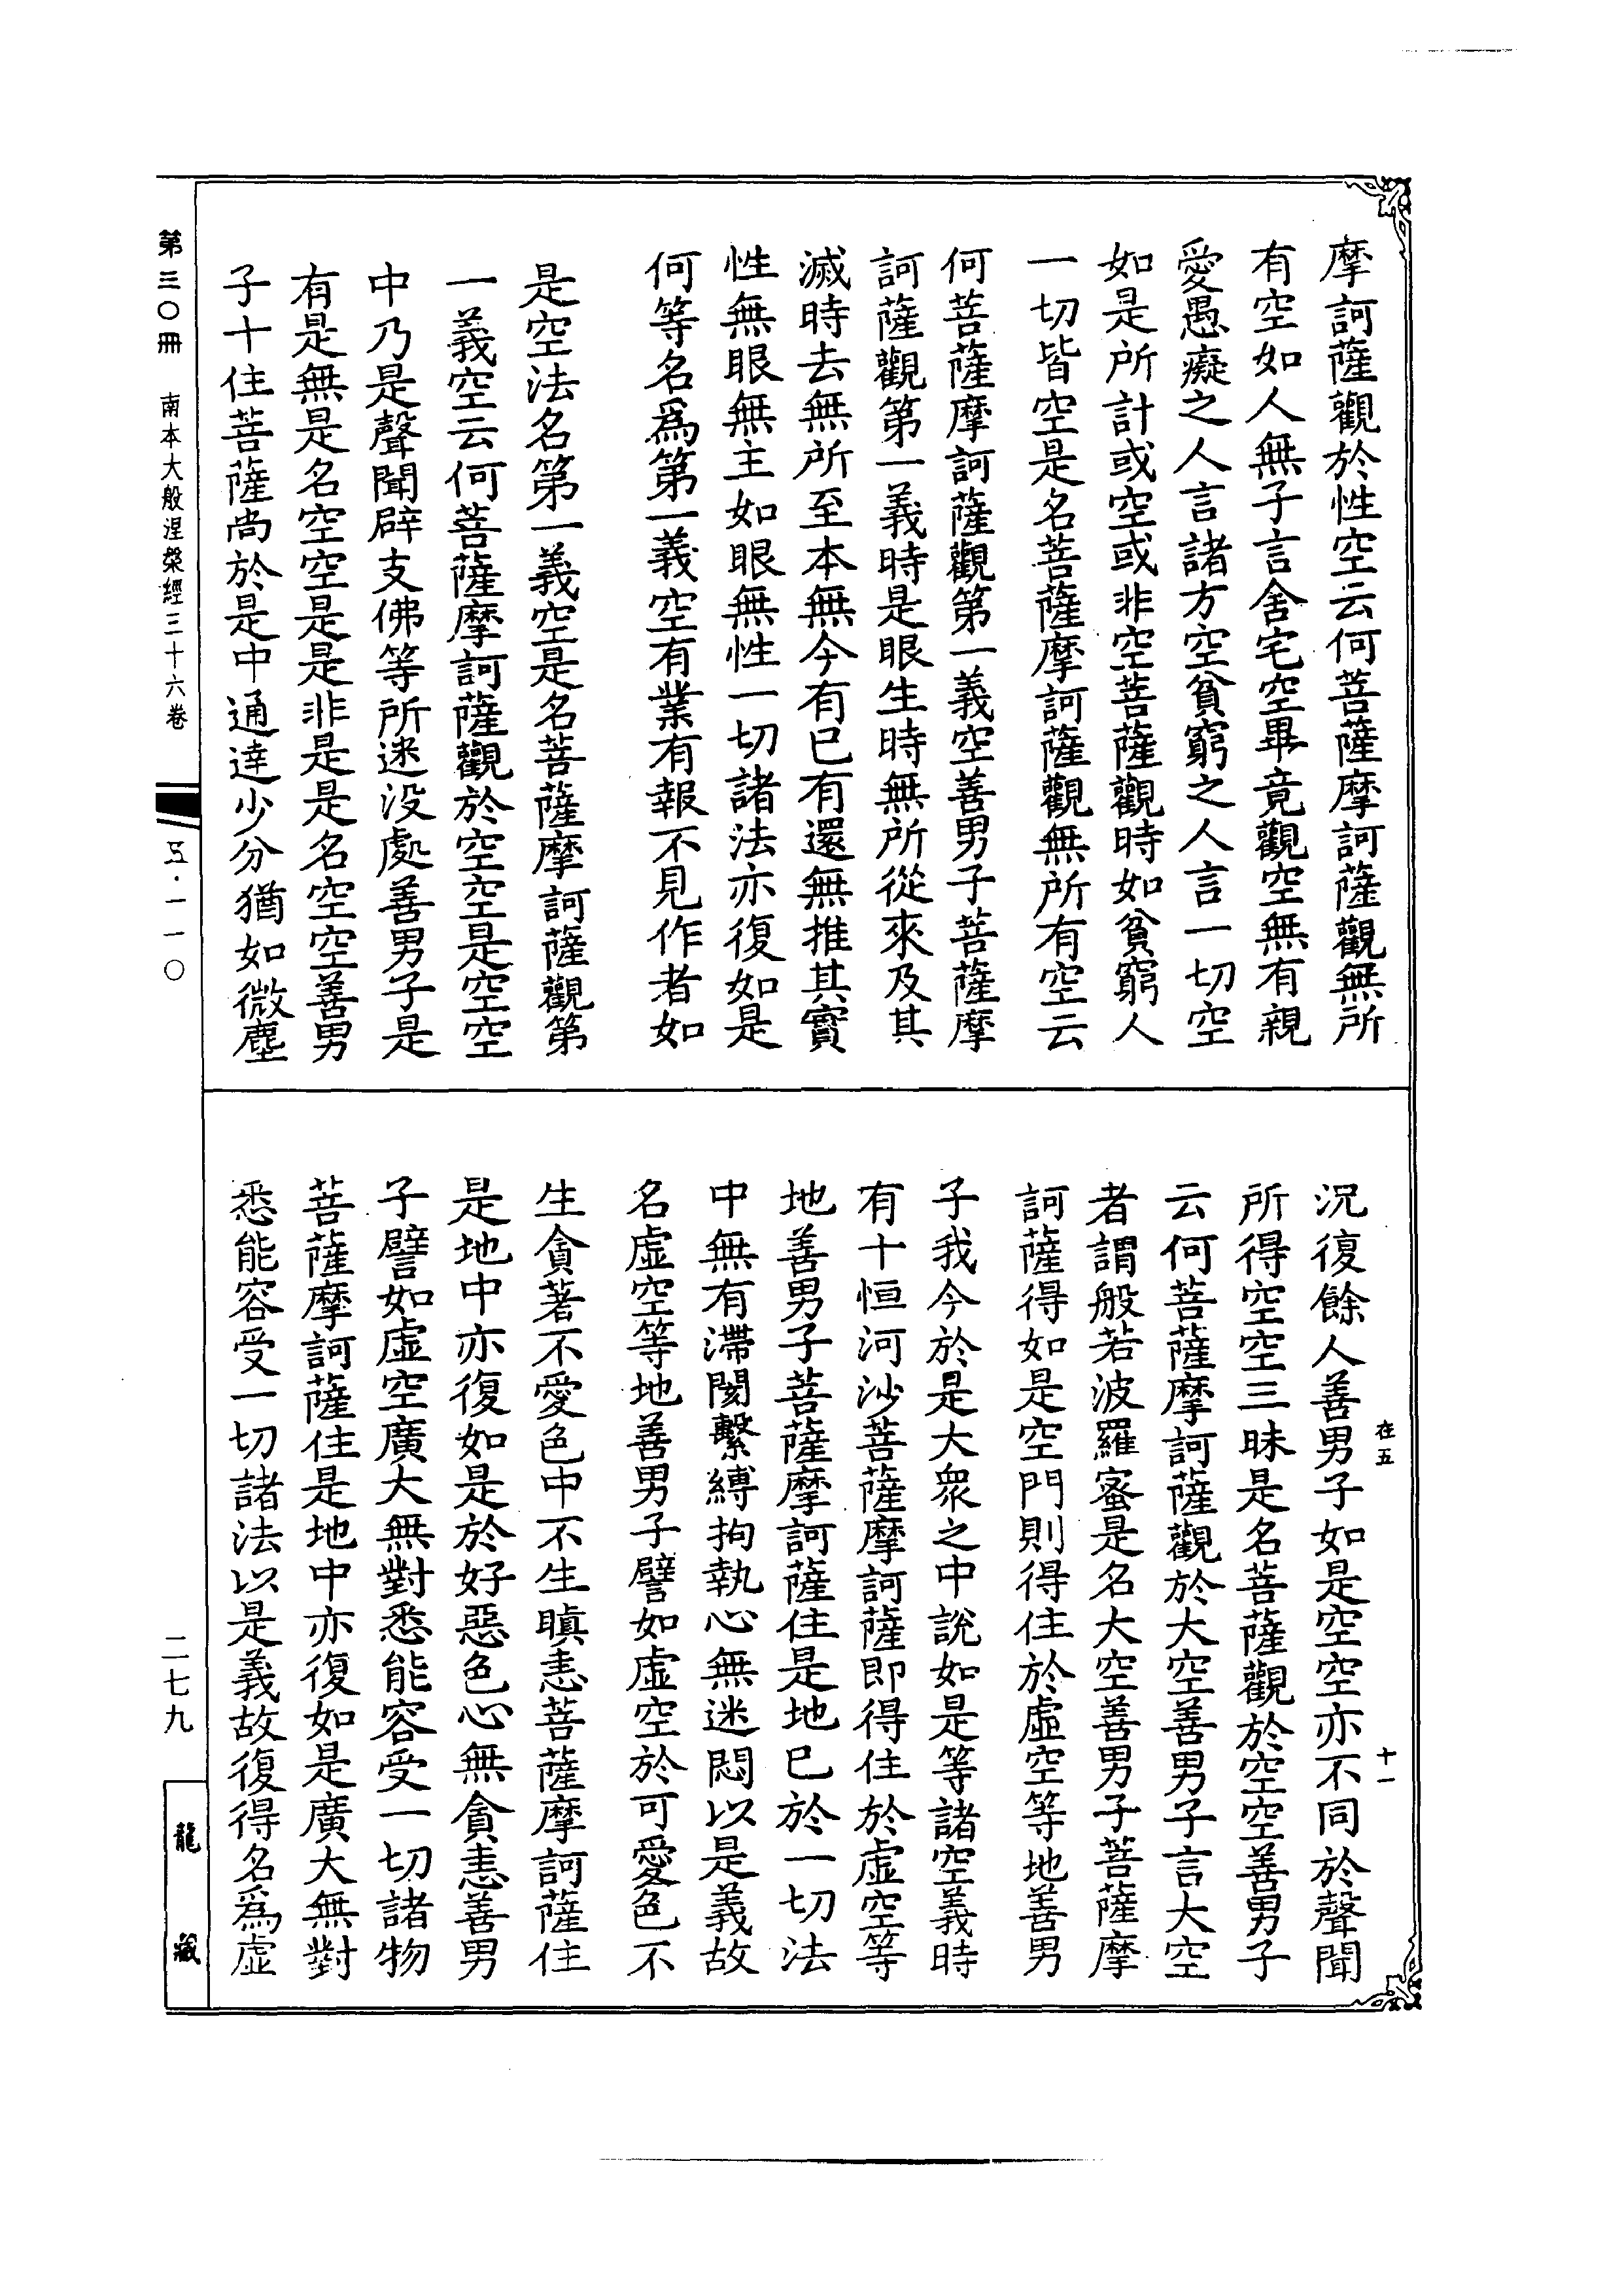 摩訶薩觀於性空云何菩薩摩訶薩觀無所
有空如人無子言舍宅空畢竟觀空無有親
愛愚癡之人言諸方空貧窮之人言一切空
如是所計或空或非空菩薩觀時如貧窮人
一切皆空是名菩薩摩訶薩觀無所有空云
何菩薩摩訶薩觀第一義空善男子菩薩摩
訶薩觀第一義時是眼生時無所從來及其
滅時去無所至本無今有已有還無推其實
性無眼無主如眼無性一切諸法亦復如是
何等名爲第一義空有業有報不見作者如
是空法名第一義空是名菩薩摩訶薩觀第
一義空云何菩薩摩訶薩觀於空空是空空
中乃是聲聞辟支佛等所迷没處善男子是
有是無是名空空是是非是是名空空善男
子十住菩薩尚於是中通達少分猶如微塵
況復餘人善男子如是空空亦不同於聲聞
所得空空三昧是名菩薩觀於空空善男子
云何菩薩摩訶薩觀於大空善男子言大空
者謂般若波羅蜜是名大空善男子菩薩摩
訶薩得如是空門則得住於虛空等地善男
子我今於是大衆之中說如是等諸空義時
有十恒河沙菩薩摩訶薩即得住於虛空等
地善男子菩薩摩訶薩住是地已於一切法
中無有滯閡繫縛拘執心無迷悶以是義故
名虛空等地善男子譬如虛空於可愛色不
生貪著不愛色中不生瞋恚菩薩摩訶薩住
是地中亦復如是於好惡色心無貪恚善男
子譬如虛空廣大無對悉能容受一切諸物
菩薩摩訶薩住是地中亦復如是廣大無對
悉能容受一切諸法以是義故復得名爲虛
在五
十一
第三〇冊 南本大般涅槃經三十六卷
五·一一〇
二七九
龍藏